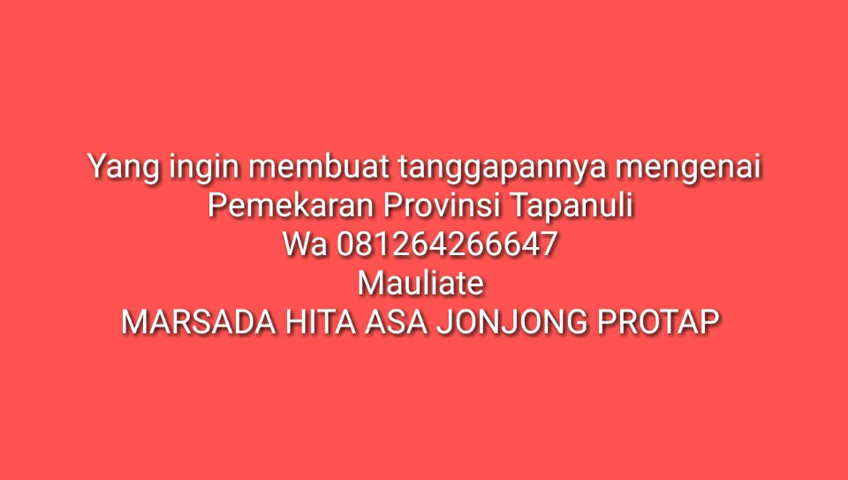 Yang ingin membuat tanggapannya mengenai
Pemekaran Provinsi Tapanuli
Wa 081264266647
Mauliate
MARSADA HITA ASA JONJONG PROTAP